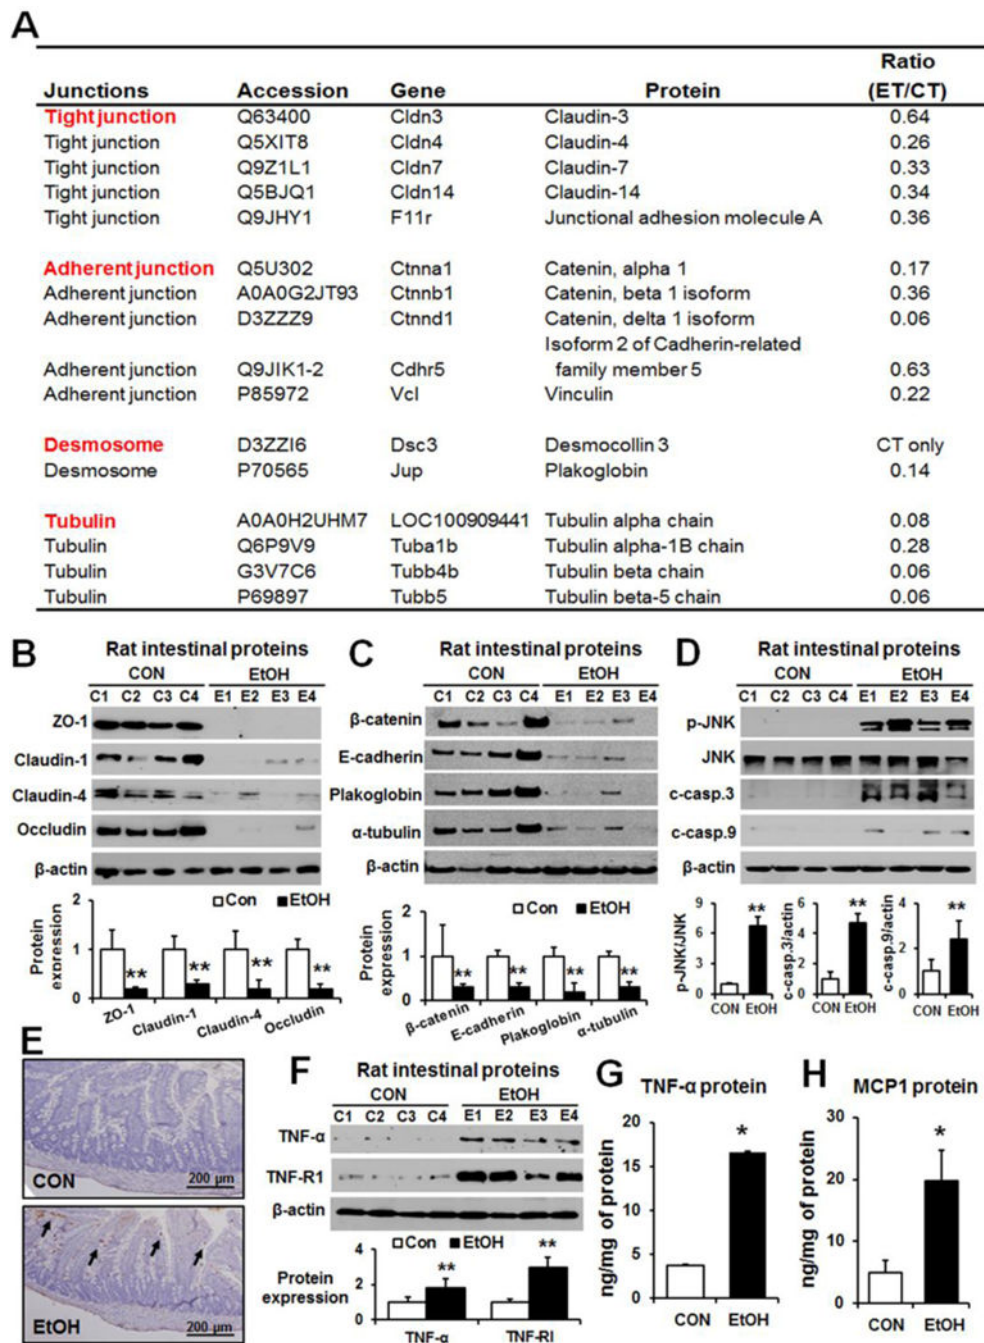 A
Junctions Accession Gene Protein Ratio (ET/CT)
Tight junction Q63400 Cldn3 Claudin-3 0.64
Tight junction Q5XIT8 Cldn4 Claudin-4 0.26
Tight junction Q9Z1L1 Cldn7 Claudin-7 0.33
Tight junction Q5BJQ1 Cldn14 Claudin-14 0.34
Tight junction Q9JHY1 F11r Junctional adhesion molecule A 0.36
Adherent junction Q5U302 Ctnna1 Catenin, alpha 1 0.17
Adherent junction A0A0G2JT93 Ctnnb1 Catenin, beta 1 isoform 0.36
Adherent junction D3ZZZ9 Ctnnd1 Catenin, delta 1 isoform 0.06
Isoform 2 of Cadherin-related
Adherent junction Q9JIK1-2 Cdhr5 family member 5 0.63
Adherent junction P85972 Vcl Vinculin 0.22
Desmosome D3ZZI6 Dsc3 Desmocollin 3 CT only
Desmosome P70565 Jup Plakoglobin 0.14
Tubulin A0A0H2UHM7 LOC100909441 Tubulin alpha chain 0.08
Tubulin Q6P9V9 Tuba1b Tubulin alpha-1B chain 0.28
Tubulin G3V7C6 Tubb4b Tubulin beta chain 0.06
Tubulin P69897 Tubb5 Tubulin beta-5 chain 0.06
B
Rat intestinal proteins
CON EtOH
C1 C2 C3 C4 E1 E2 E3 E4
ZO-1
Claudin-1
Claudin-4
Occludin
β-actin
Con EtOH
Protein expression
2
1
0
** ** ** **
ZO-1 Claudin-1 Claudin-4 Occludin
C
Rat intestinal proteins
CON EtOH
C1 C2 C3 C4 E1 E2 E3 E4
β-catenin
E-cadherin
Plakoglobin
α-tubulin
β-actin
Con EtOH
Protein expression
2
1
0
** ** ** **
β-catenin E-cadherin Plakoglobin α-tubulin
D
Rat intestinal proteins
CON EtOH
C1 C2 C3 C4 E1 E2 E3 E4
p-JNK
JNK
c-casp.3
c-casp.9
β-actin
p-JNK/JNK
9
6
3
0
**
CON EtOH
c-casp.3/actin
6
4
2
0
**
CON EtOH
c-casp.9/actin
4
2
0
**
CON EtOH
E
CON
200 µm
EtOH
200 µm
F
Rat intestinal proteins
CON EtOH
C1 C2 C3 C4 E1 E2 E3 E4
TNF-α
TNF-R1
β-actin
Con EtOH
Protein expression
4
2
0
** **
TNF-α TNF-RI
G
TNF-α protein
ng/mg of protein
20
15
10
5
0
*
CON EtOH
H
MCP1 protein
ng/mg of protein
30
20
10
0
*
CON EtOH